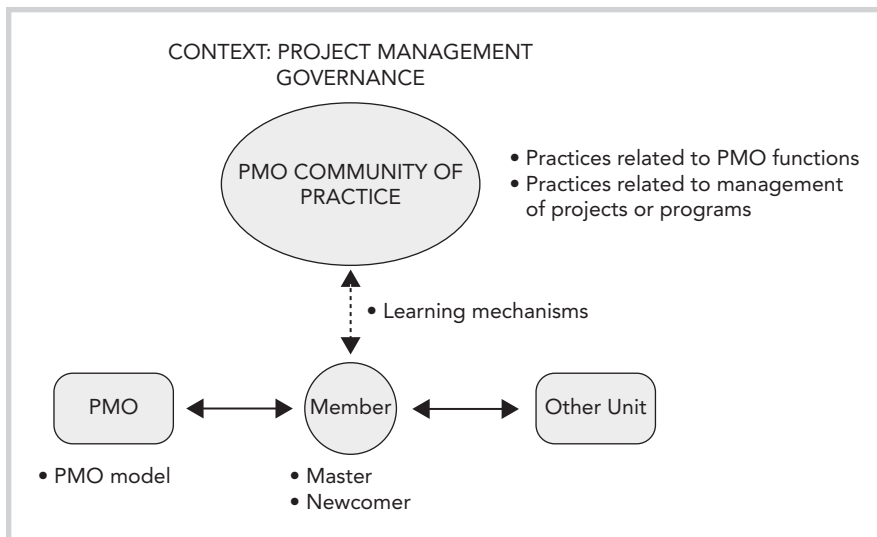 CONTEXT: PROJECT MANAGEMENT
GOVERNANCE
PMO COMMUNITY OF
PRACTICE
• Practices related to PMO functions
• Practices related to management
of projects or programs
• Learning mechanisms
PMO
Member
Other Unit
• PMO model
• Master
• Newcomer